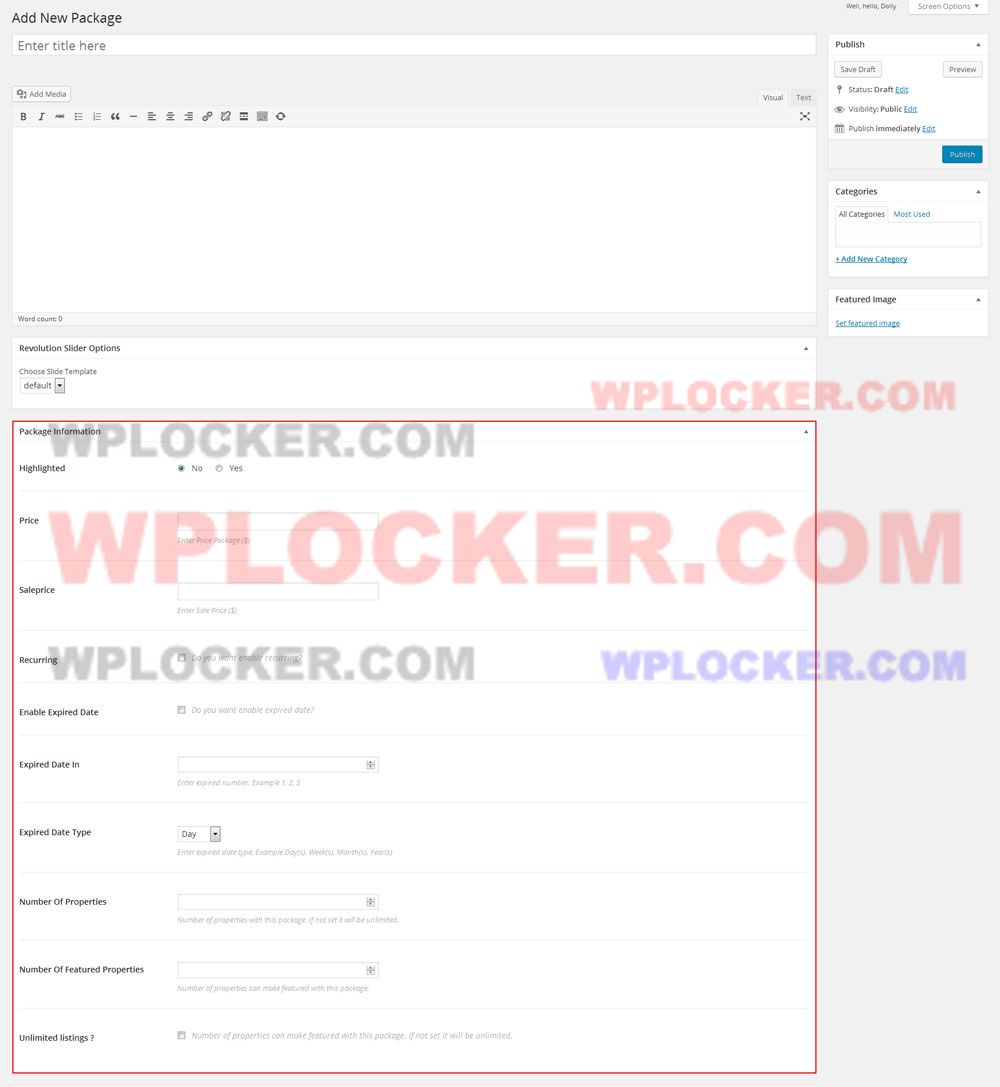 Well, hello, Dolly
Screen Options
Add New Package
Enter title here
Add Media
Visual
Text
B
I
ABC
Word count: 0
Revolution Slider Options
Choose Slide Template
default
WPLOCKER.COM
Package Information
WPLOCKER.COM
Highlighted
No
Yes
Price
Enter Price Package ($)
WPLOCKER.COM
Saleprice
Enter Sale Price ($)
Recurring
Do you want enable recurring?
WPLOCKER.COM
WPLOCKER.COM
Enable Expired Date
Do you want enable expired date?
Expired Date In
Enter expired number. Example 1, 2, 3
Expired Date Type
Day
Enter expired date type, Example Day(s), Week(s), Month(s), Year(s)
Number Of Properties
Number of properties with this package. If not set it will be unlimited.
Number Of Featured Properties
Number of properties can make featured with this package.
Unlimited listings ?
Number of properties can make featured with this package. If not set it will be unlimited.
Publish
Save Draft
Preview
Status: Draft Edit
Visibility: Public Edit
Publish immediately Edit
Publish
Categories
All Categories
Most Used
+ Add New Category
Featured Image
Set featured image